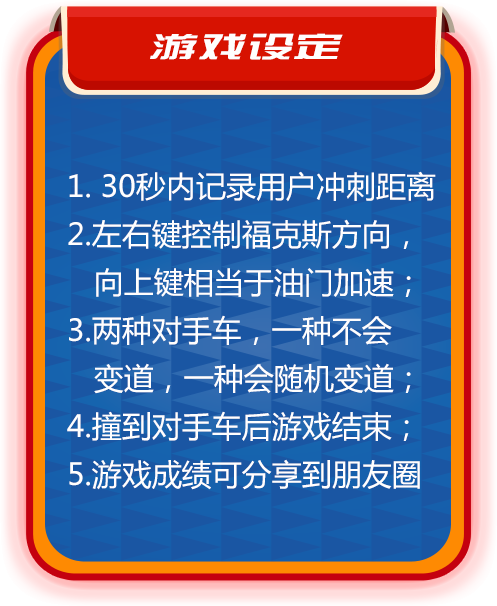 游戏设定
1. 30秒内记录用户冲刺距离
2.左右键控制福克斯方向，
向上键相当于油门加速；
3.两种对手车，一种不会
变道，一种会随机变道；
4.撞到对手车后游戏结束；
5.游戏成绩可分享到朋友圈